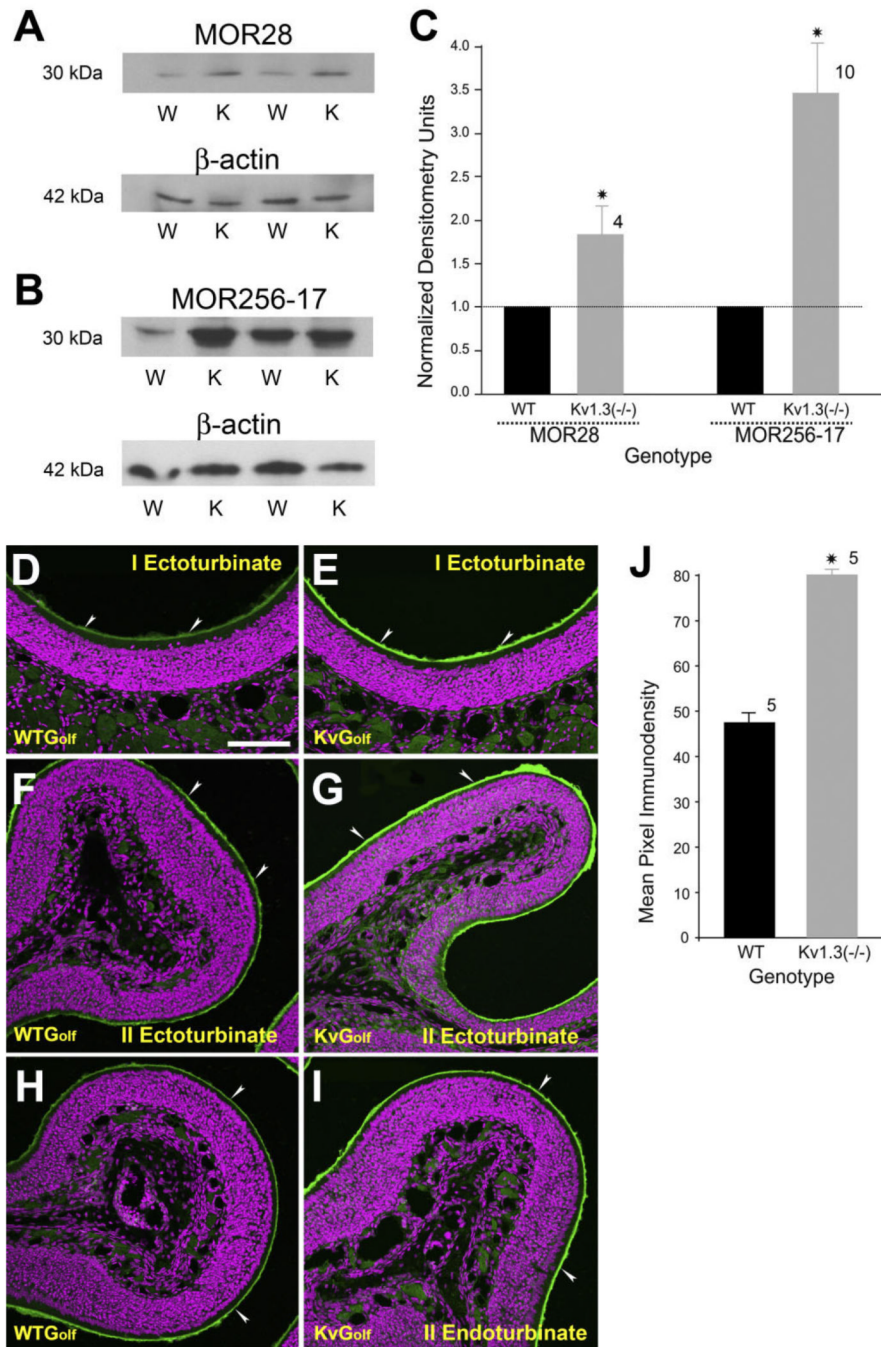 A
MOR28
30 kDa
W K W K
β-actin
42 kDa
W K W K
B
MOR256-17
30 kDa
W K W K
β-actin
42 kDa
W K W K
C
Normalized Densitometry Units
4.0
3.5
3.0
2.5
2.0
1.5
1.0
0.5
0.0
* 4
* 10
WT Kv1.3(-/-) WT Kv1.3(-/-)
MOR28 MOR256-17
Genotype
D I Ectoturbinate
WTGolf
E I Ectoturbinate
KvGolf
F
WTGolf II Ectoturbinate
G
KvGolf II Ectoturbinate
H
WTGolf
I
KvGolf II Endoturbinate
J
Mean Pixel Immunodensity
80
70
60
50
40
30
20
10
0
5
* 5
WT Kv1.3(-/-)
Genotype